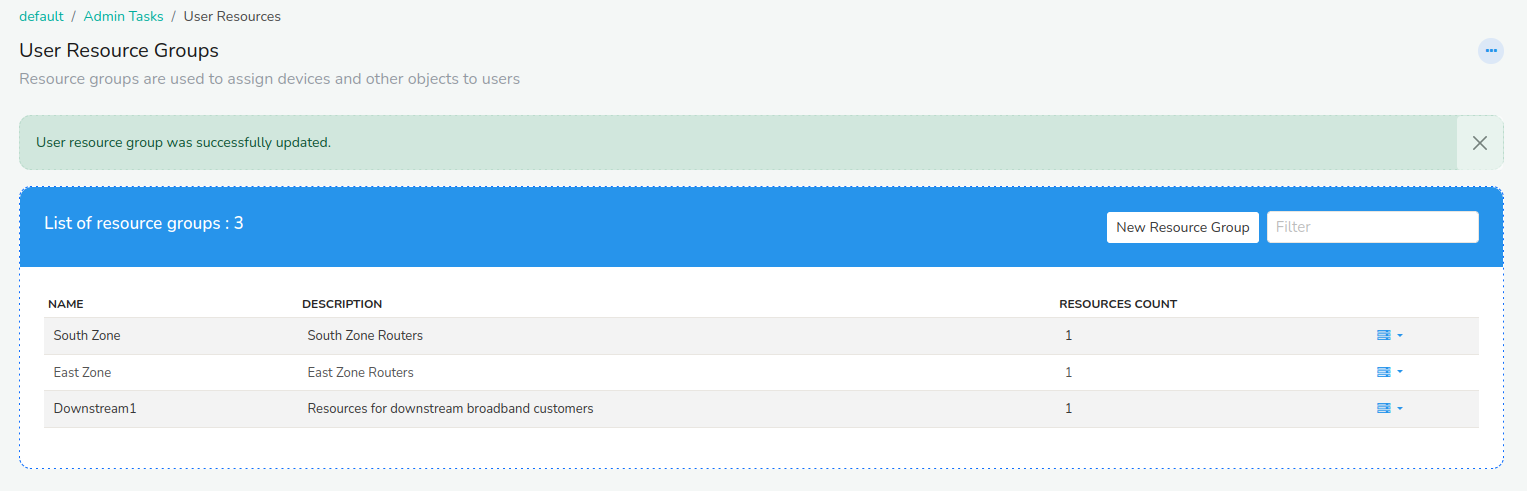 default / Admin Tasks / User Resources
User Resource Groups
Resource groups are used to assign devices and other objects to users
User resource group was successfully updated.
List of resource groups : 3
New Resource Group
Filter
NAME DESCRIPTION RESOURCES COUNT
South Zone South Zone Routers 1
East Zone East Zone Routers 1
Downstream1 Resources for downstream broadband customers 1